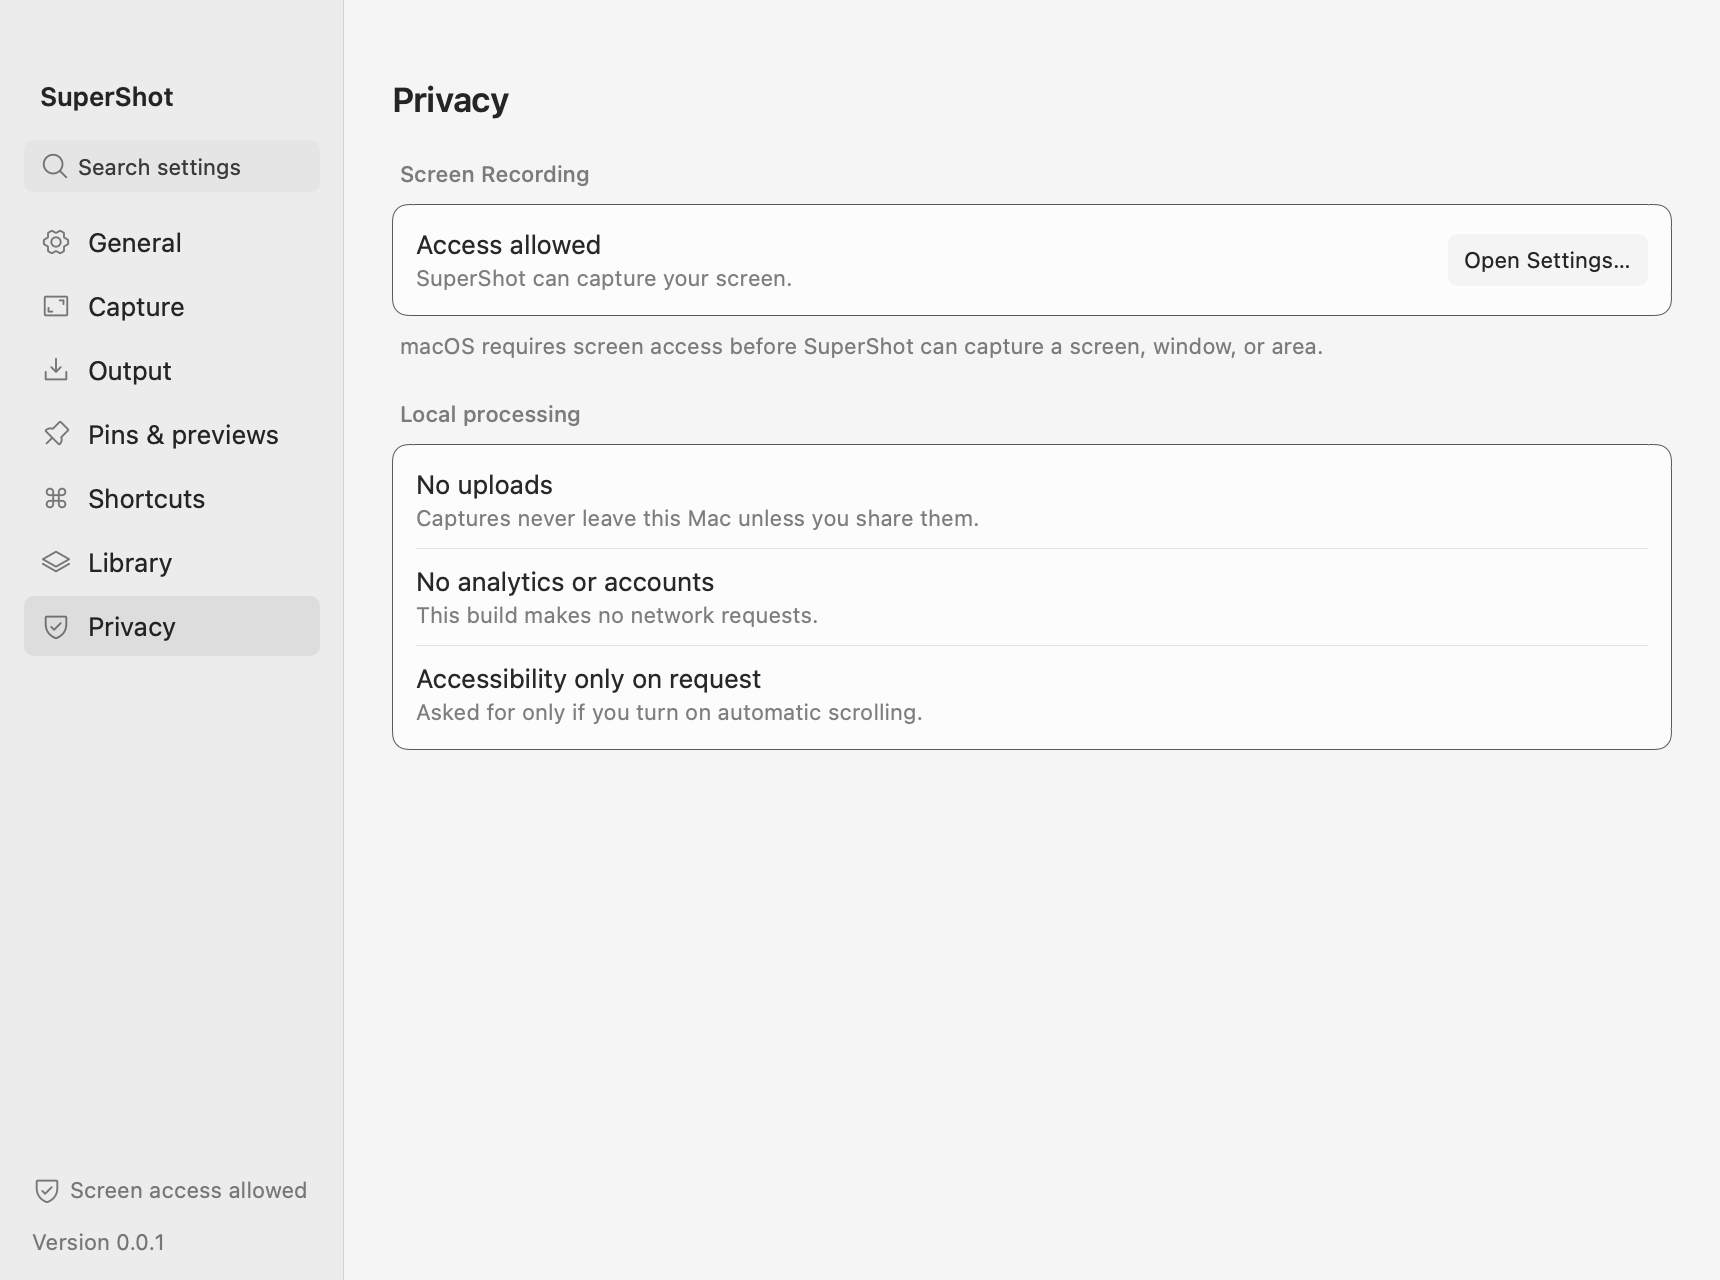 SuperShot
Search settings
General
Capture
Output
Pins & previews
Shortcuts
Library
Privacy
Screen access allowed
Version 0.0.1
Privacy
Screen Recording
Access allowed
SuperShot can capture your screen.
Open Settings...
macOS requires screen access before SuperShot can capture a screen, window, or area.
Local processing
No uploads
Captures never leave this Mac unless you share them.
No analytics or accounts
This build makes no network requests.
Accessibility only on request
Asked for only if you turn on automatic scrolling.